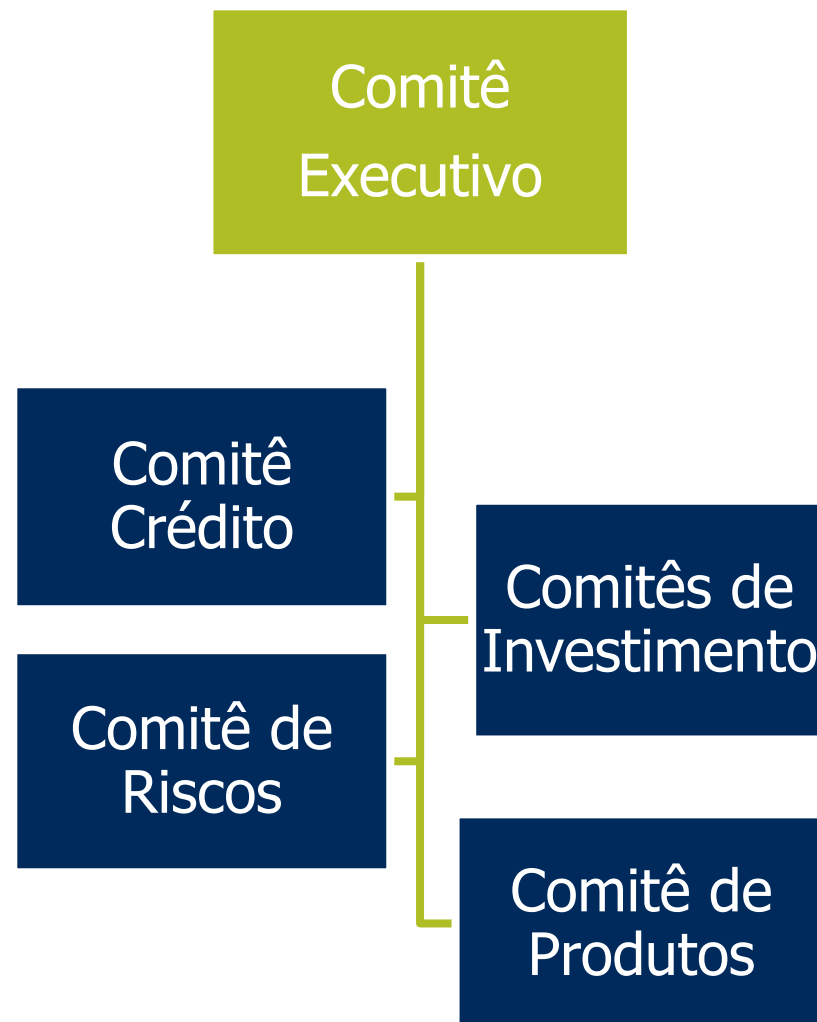 Comitê
Executivo
Comitê
Crédito
Comitês de
Investimento
Comitê de
Riscos
Comitê de
Produtos